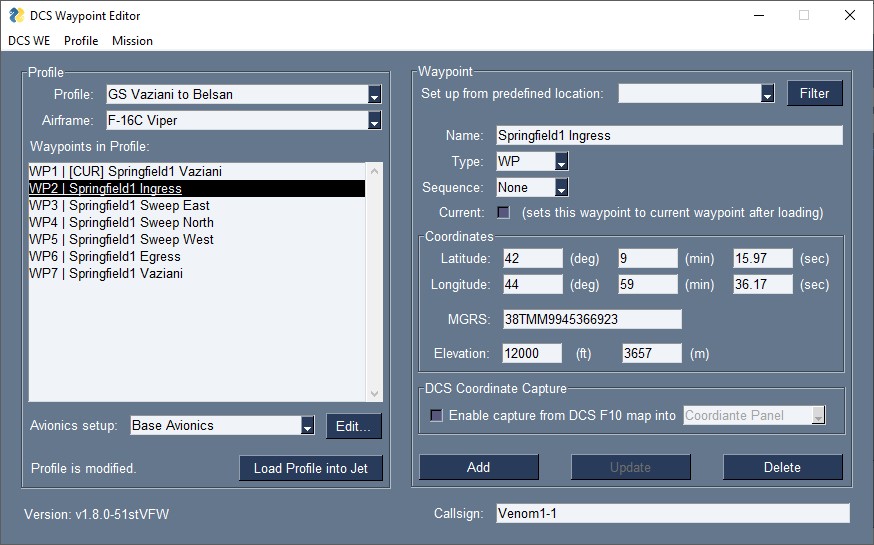 DCS Waypoint Editor
DCS WE Profile Mission
Profile
Profile: GS Vaziani to Belsan
Airframe: F-16C Viper
Waypoints in Profile:
WP1 | [CUR] Springfield1 Vaziani
WP2 | Springfield1 Ingress
WP3 | Springfield1 Sweep East
WP4 | Springfield1 Sweep North
WP5 | Springfield1 Sweep West
WP6 | Springfield1 Egress
WP7 | Springfield1 Vaziani
Avionics setup: Base Avionics Edit...
Profile is modified. Load Profile into Jet
Version: v1.8.0-51stVFW
Waypoint
Set up from predefined location: Filter
Name: Springfield1 Ingress
Type: WP
Sequence: None
Current: (sets this waypoint to current waypoint after loading)
Coordinates
Latitude: 42 (deg) 9 (min) 15.97 (sec)
Longitude: 44 (deg) 59 (min) 36.17 (sec)
MGRS: 38TMM9945366923
Elevation: 12000 (ft) 3657 (m)
DCS Coordinate Capture
Enable capture from DCS F10 map into Coordiante Panel
Add Update Delete
Callsign: Venom1-1